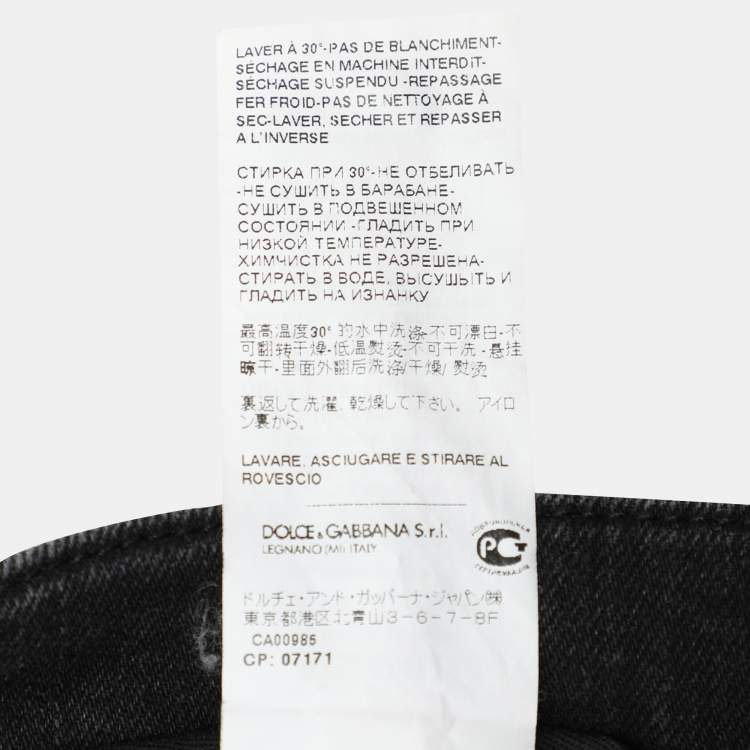 LAVER À 30°-PAS DE BLANCHIMENT-
SÉCHAGE EN MACHINE INTERDIT-
SÉCHAGE SUSPENDU -REPASSAGE
FER FROID-PAS DE NETTOYAGE À
SEC-LAVER, SECHER ET REPASSER
A L'INVERSE
СТИРКА ПРИ 30°-НЕ ОТБЕЛИВАТЬ
-НЕ СУШИТЬ В БАРАБАНЕ-
СУШИТЬ В ПОДВЕШЕННОМ
СОСТОЯНИИ -ГЛАДИТЬ ПРИ
НИЗКОЙ ТЕМПЕРАТУРЕ-
ХИМЧИСТКА НЕ РАЗРЕШЕНА-
СТИРАТЬ В ВОДЕ, ВЫСУШЫТЬ И
ГЛАДИТЬ НА ИЗНАНКУ
最高温度30° 的水中洗涤-不可漂白-不
可翻转干燥-低温熨烫-不可干洗-悬挂
晾干-里面外翻后洗涤/干燥/ 熨烫
裏返して洗濯、乾燥して下さい。 アイロ
ン裏から。
LAVARE, ASCIUGARE E STIRARE AL
ROVESCIO
DOLCE & GABBANA S.r.l.
LEGNANO (MI) ITALY
РСТ
ДОБРОВОЛЬНАЯ
СЕРТИФИКАЦИЯ
ドルチェ・アンド・ガッバーナ・ジャパン㈱
東京都港区北青山3-6-7-8F
CA00985
CP: 07171